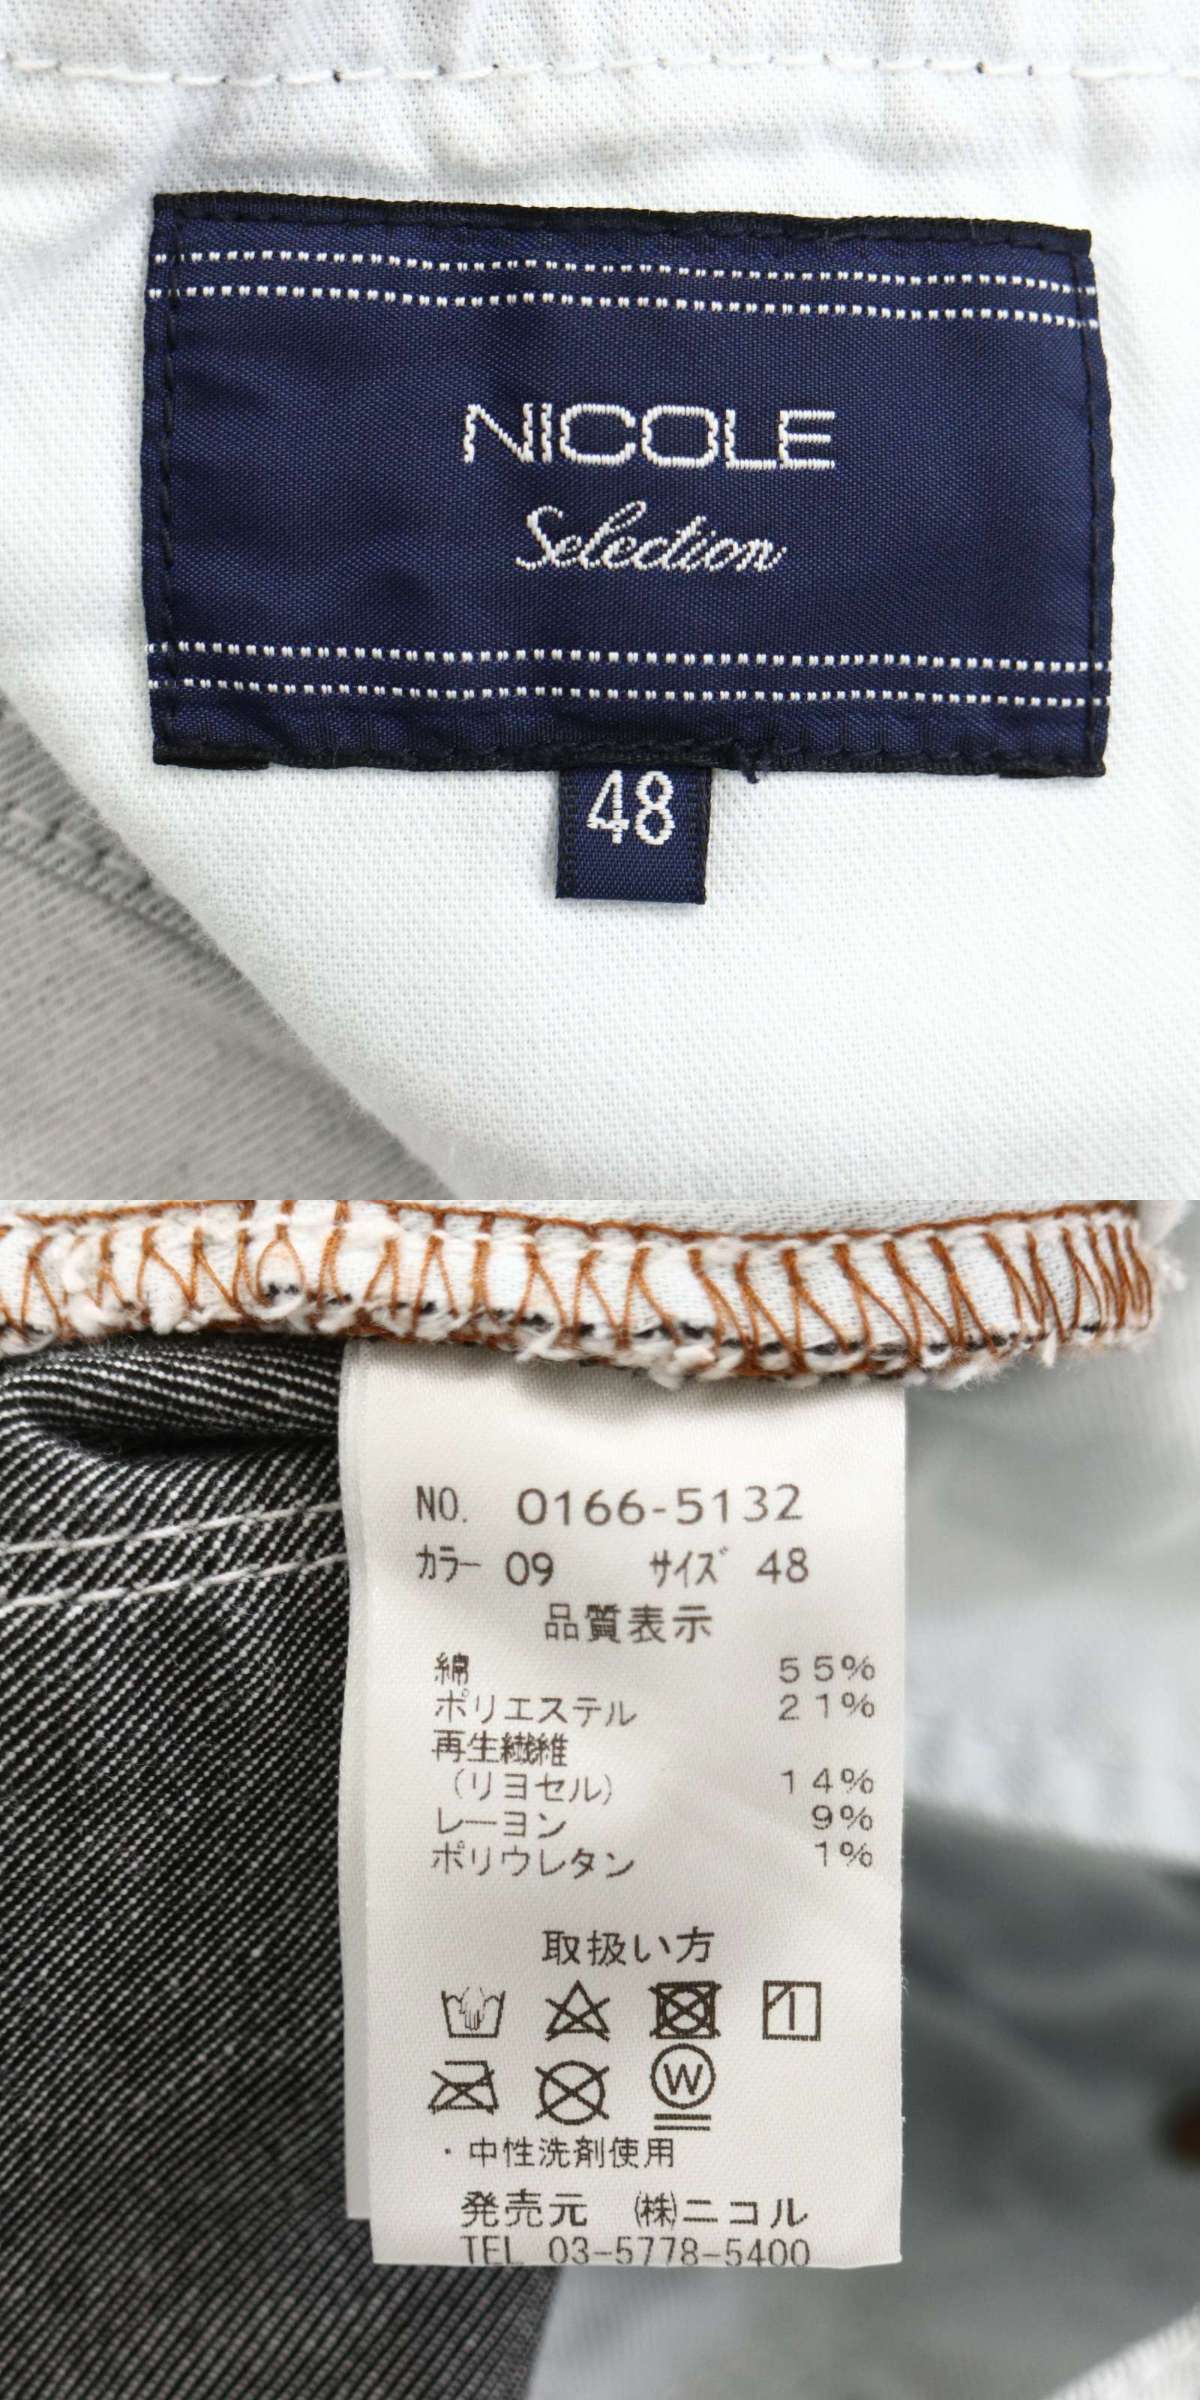 NICOLE
Selection
48
NO. 0166-5132
カラー 09 サイズ 48
品質表示
綿 55%
ポリエステル 21%
再生繊維
(リヨセル) 14%
レーヨン 9%
ポリウレタン 1%
取扱い方
W
・中性洗剤使用
発売元 ㈱ニコル
TEL 03-5778-5400